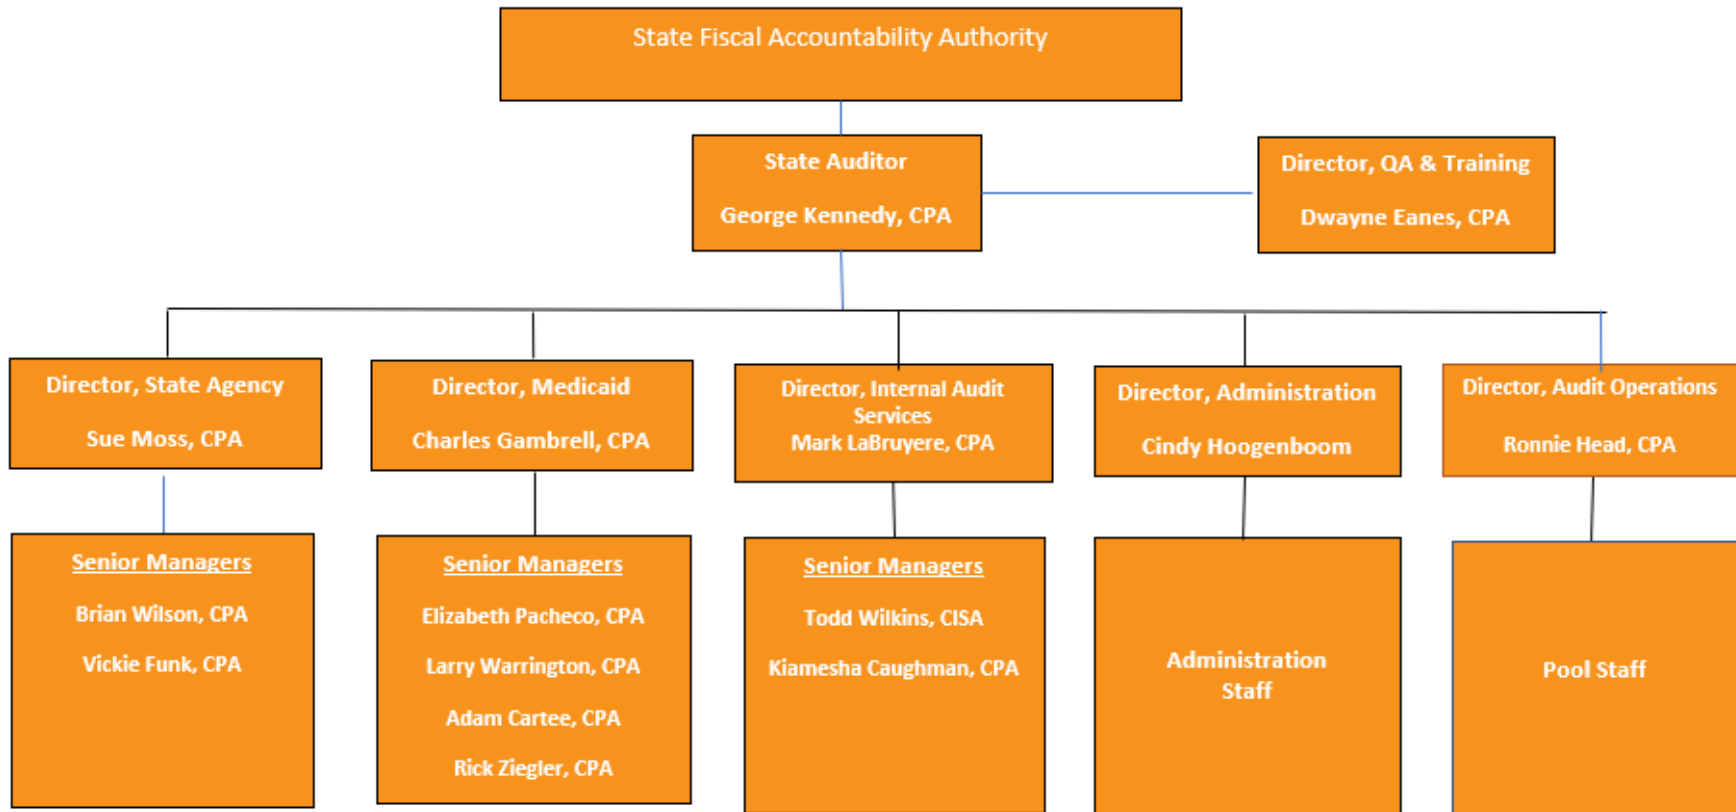 State Fiscal Accountability Authority
State Auditor
George Kennedy, CPA
Director, QA & Training
Dwayne Eanes, CPA
Director, State Agency
Sue Moss, CPA
Director, Medicaid
Charles Gambrell, CPA
Director, Internal Audit
Services
Mark LaBruyere, CPA
Director, Administration
Cindy Hoogenboom
Director, Audit Operations
Ronnie Head, CPA
Senior Managers
Brian Wilson, CPA
Vickie Funk, CPA
Senior Managers
Elizabeth Pacheco, CPA
Larry Warrington, CPA
Adam Cartee, CPA
Rick Ziegler, CPA
Senior Managers
Todd Wilkins, CISA
Kiamesha Caughman, CPA
Administration
Staff
Pool Staff